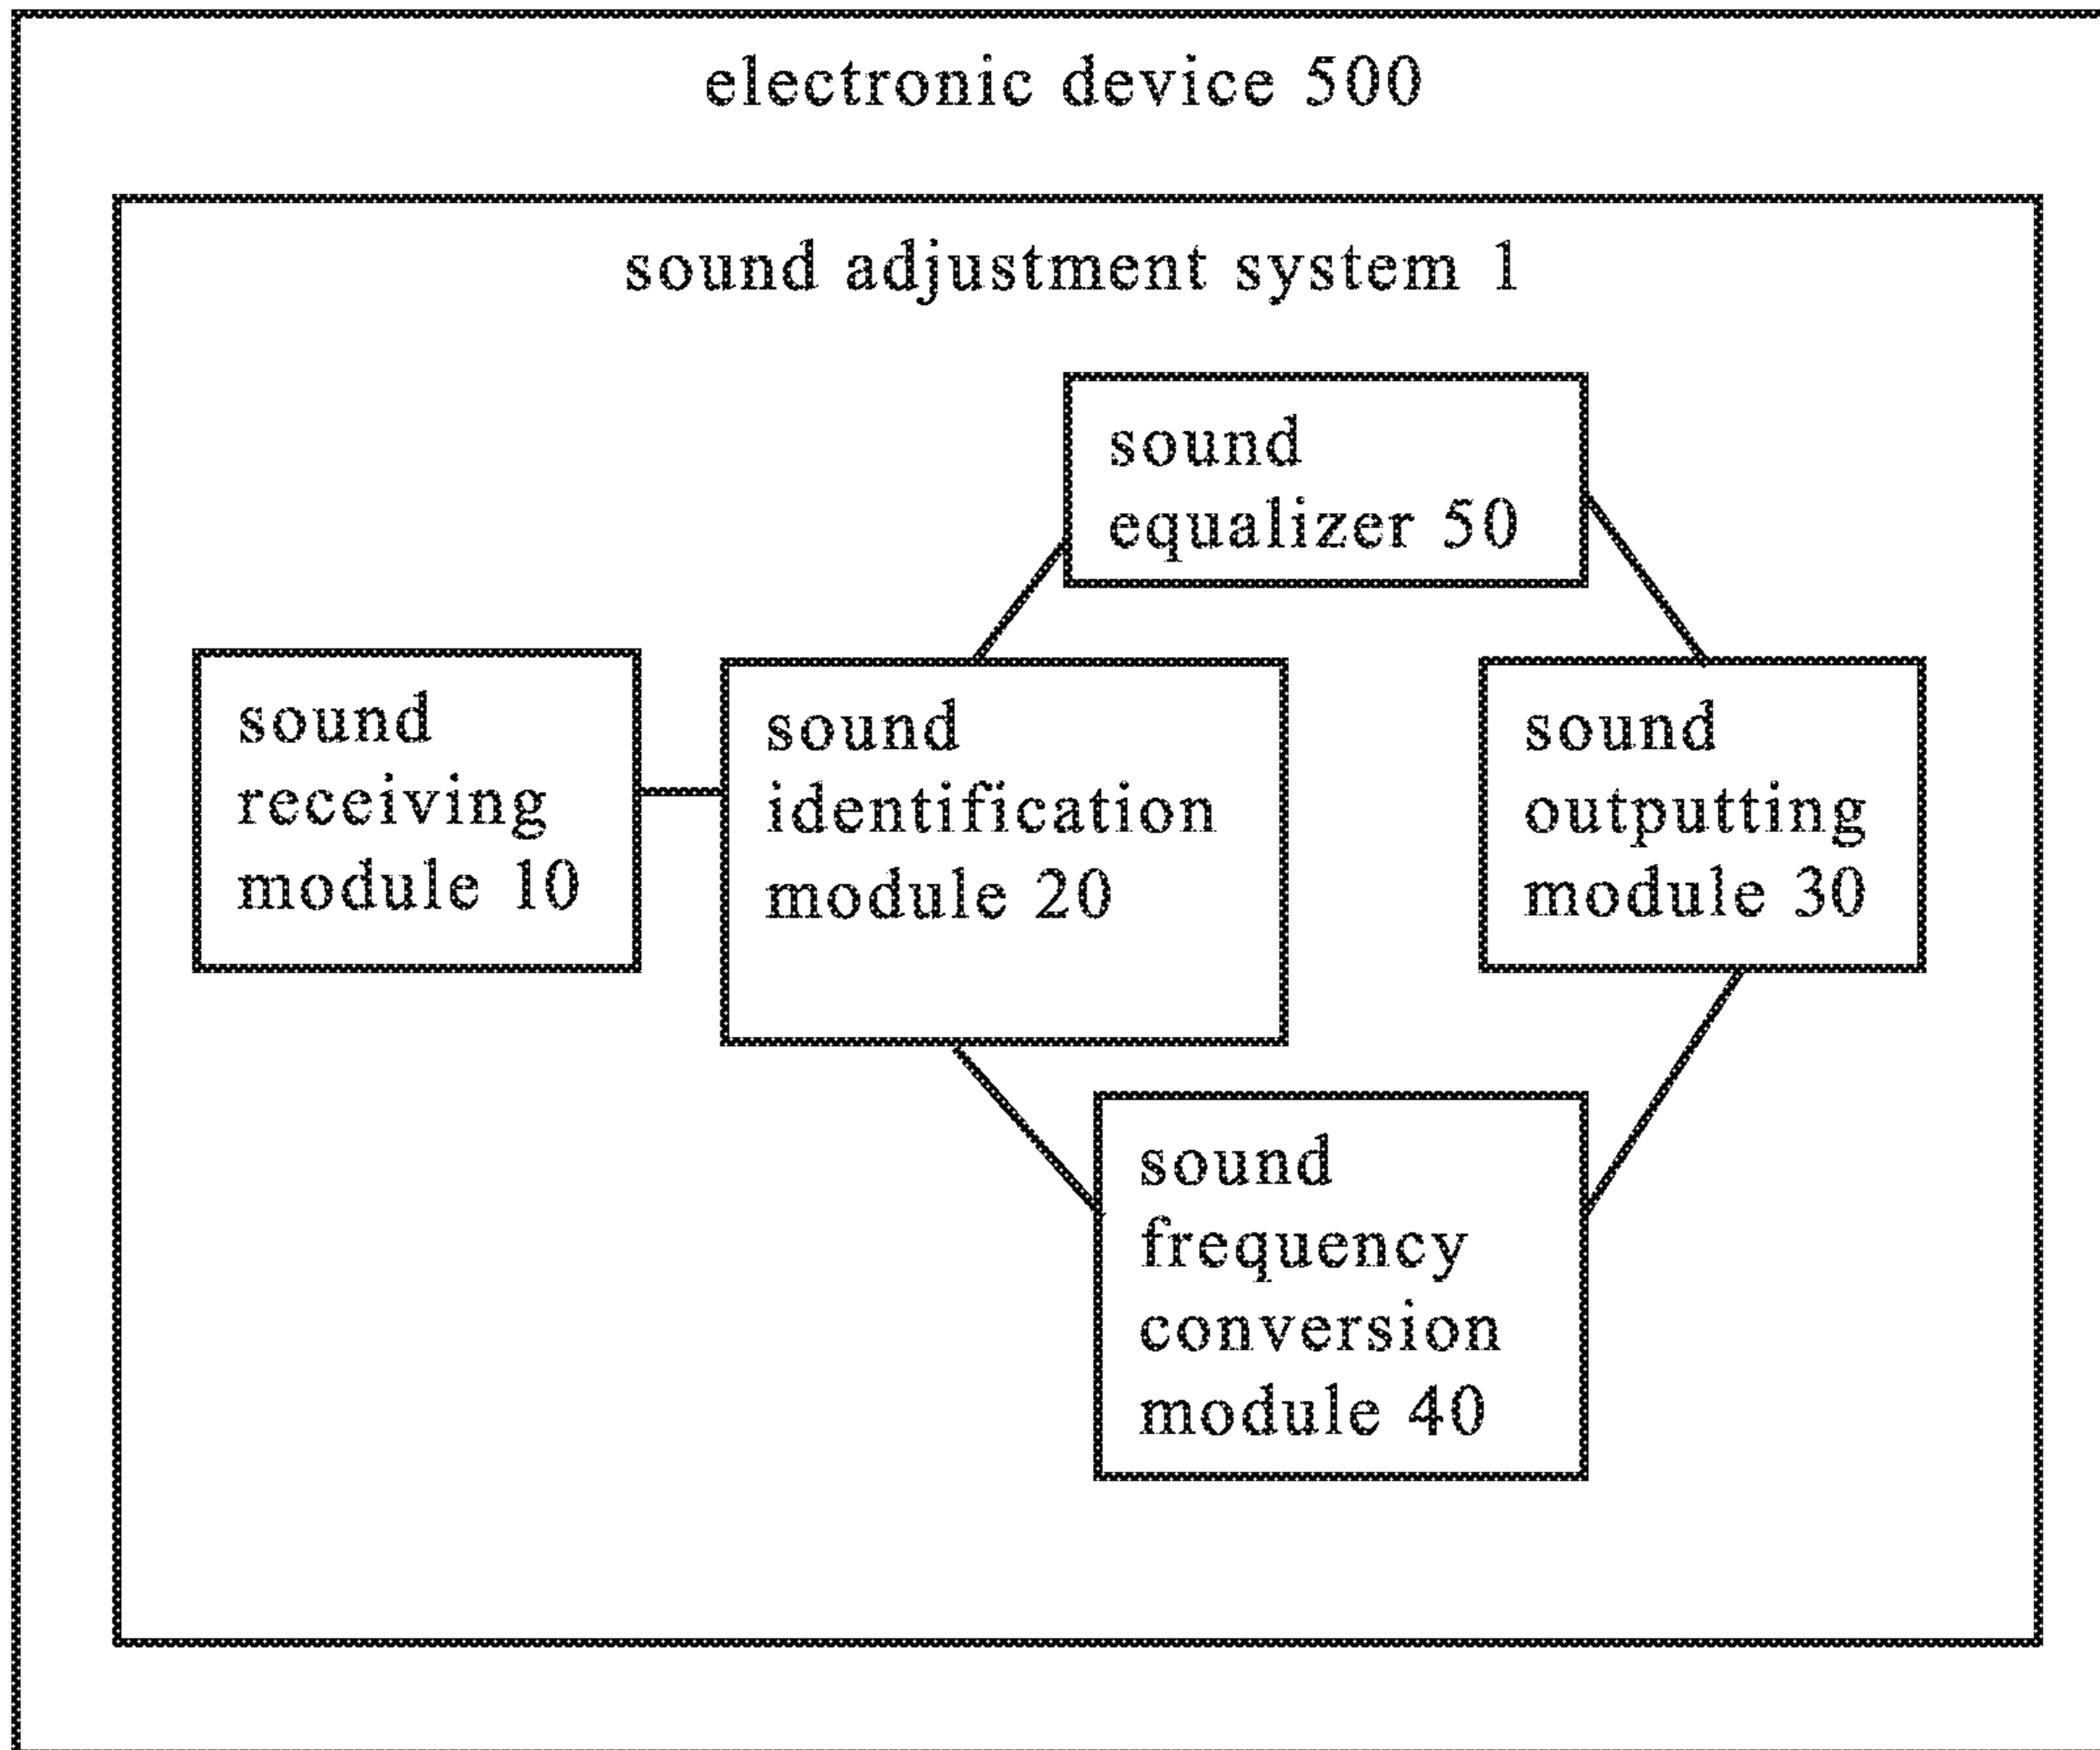 electronic device 500
sound adjustment system 1
sound
equalizer 50
sound
receiving
module 10
sound
identification
module 20
sound
outputting
module 30
sound
frequency
conversion
module 40